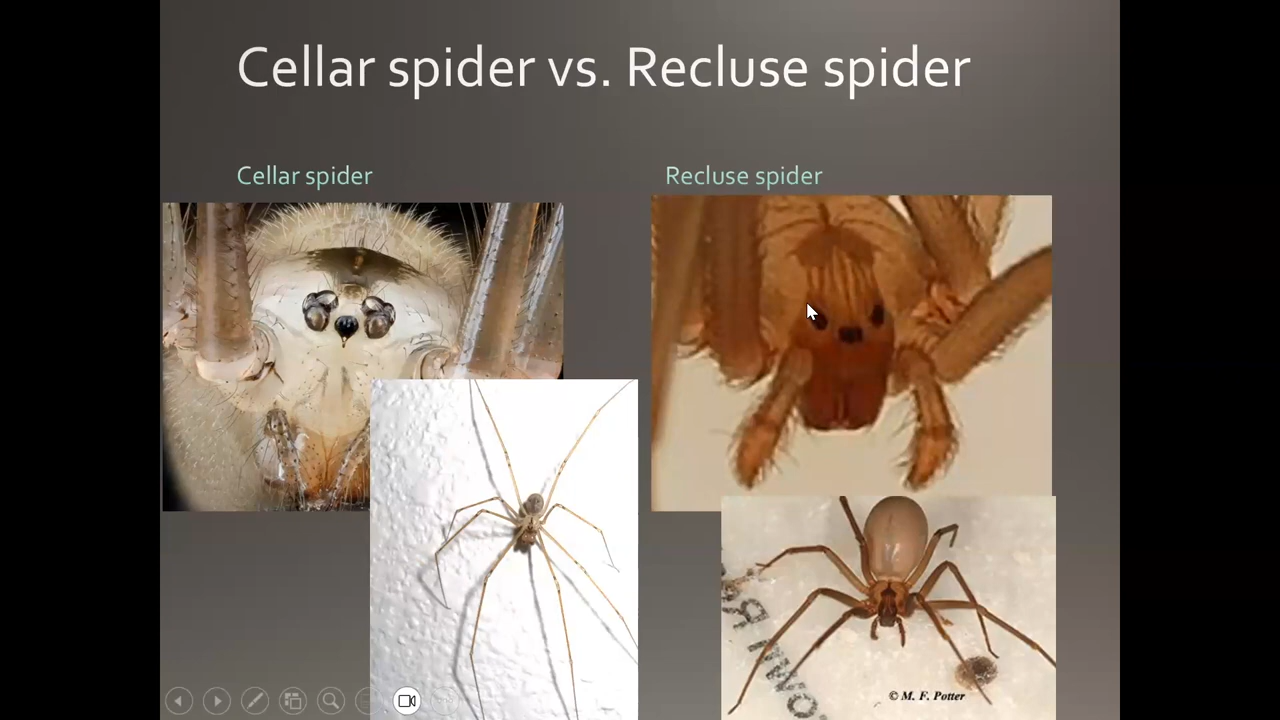 Cellar spider vs. Recluse spider
Cellar spider
Recluse spider
© M. F. Potter